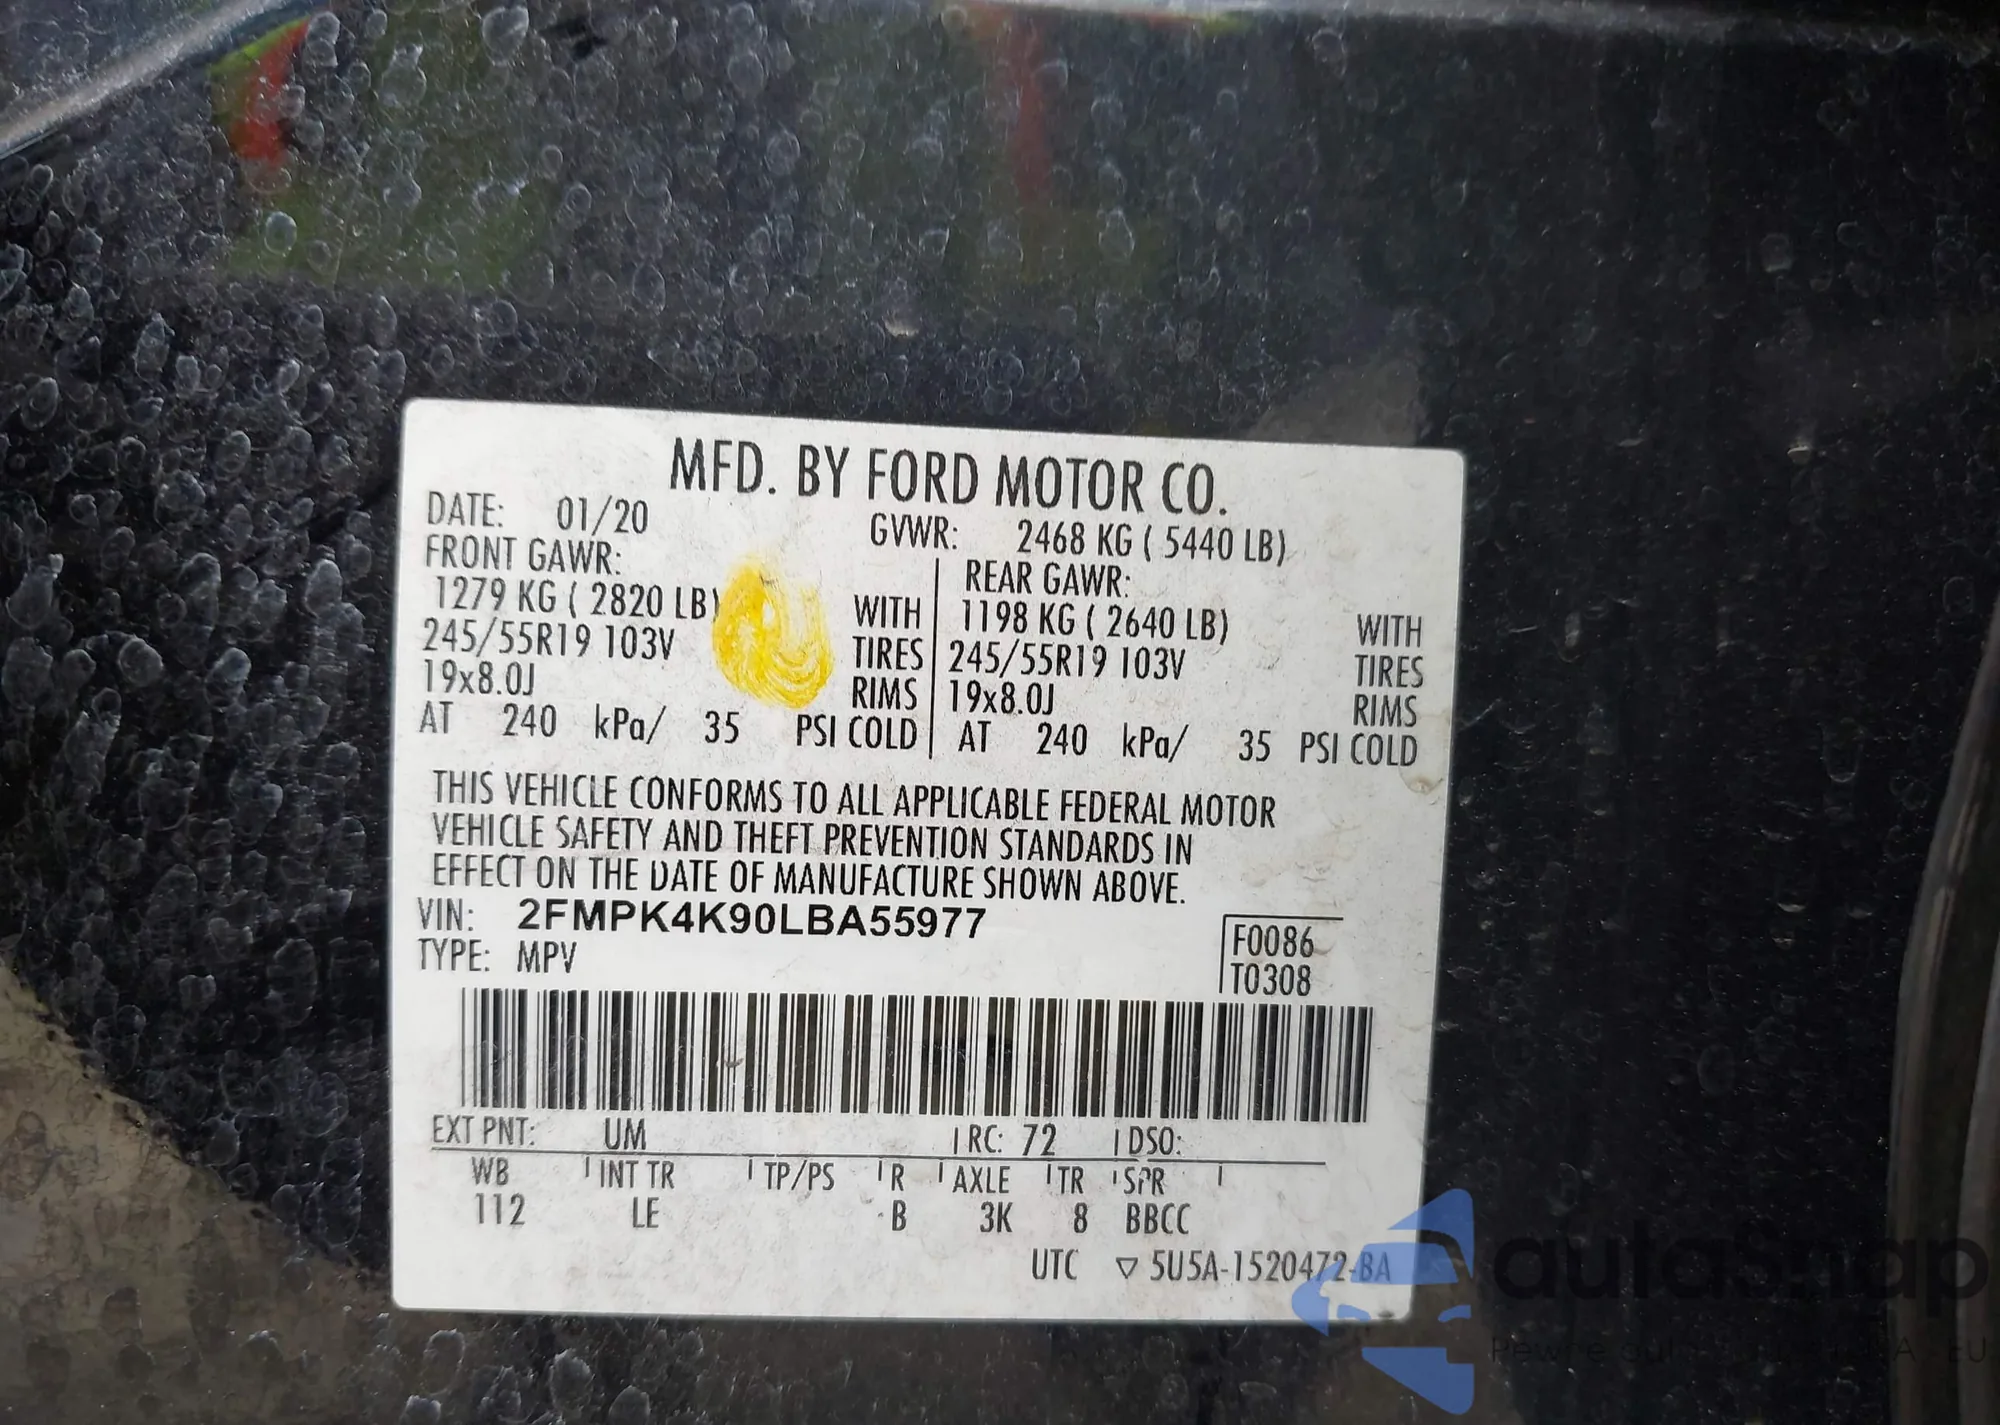 MFD. BY FORD MOTOR CO.
DATE: 01/20 GVWR: 2468 KG ( 5440 LB)
FRONT GAWR: REAR GAWR:
1279 KG ( 2820 LB) WITH 1198 KG ( 2640 LB) WITH
245/55R19 103V TIRES 245/55R19 103V TIRES
19x8.0J RIMS 19x8.0J RIMS
AT 240 kPa/ 35 PSI COLD AT 240 kPa/ 35 PSI COLD
THIS VEHICLE CONFORMS TO ALL APPLICABLE FEDERAL MOTOR
VEHICLE SAFETY AND THEFT PREVENTION STANDARDS IN
EFFECT ON THE DATE OF MANUFACTURE SHOWN ABOVE.
VIN: 2FMPK4K90LBA55977 F0086
TYPE: MPV T0308
EXT PNT: UM RC: 72 DSO:
WB INT TR TP/PS R AXLE TR SPR
112 LE B 3K 8 BBCC
UTC ▽ 5U5A-1520472-BA
autoSnap